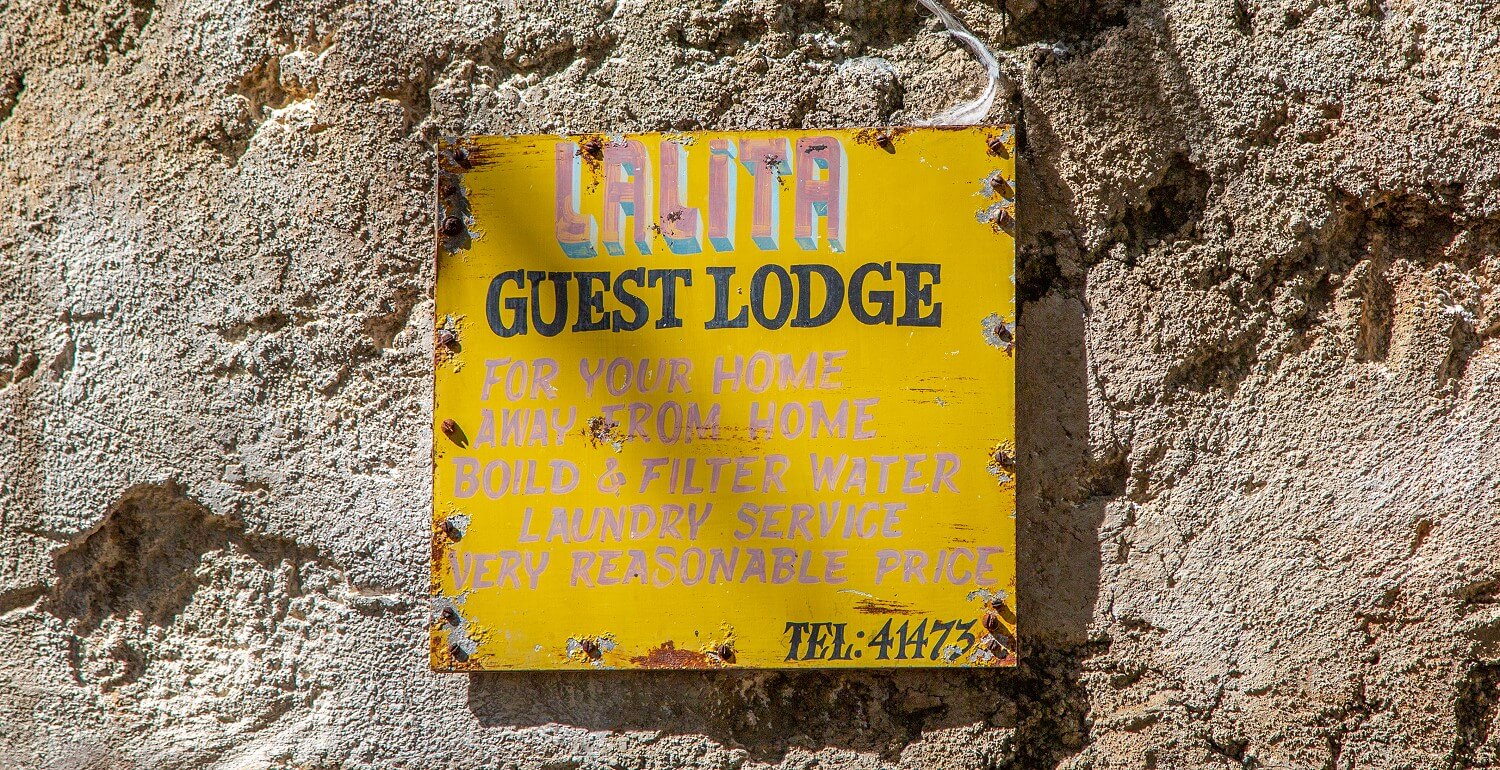 LALITA
GUEST LODGE
FOR YOUR HOME
AWAY FROM HOME
BOILD & FILTER WATER
LAUNDRY SERVICE
VERY REASONABLE PRICE
TEL: 41473